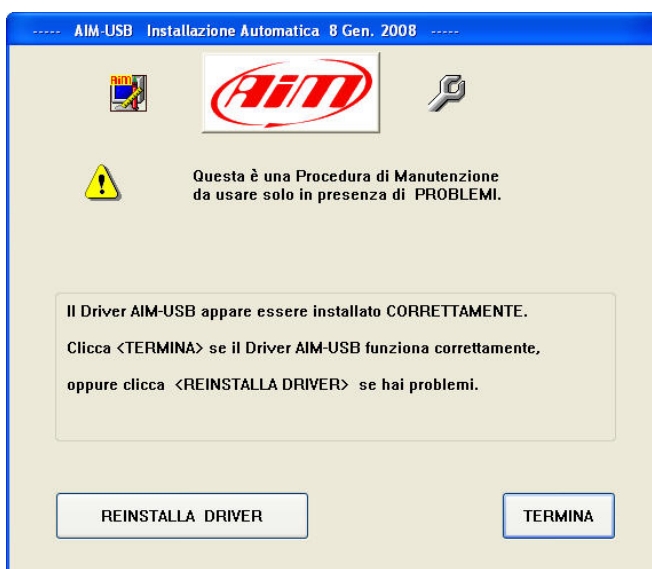 ----- AIM-USB Installazione Automatica 8 Gen. 2008 -----
Aim
AiM
Questa è una Procedura di Manutenzione
da usare solo in presenza di PROBLEMI.
Il Driver AIM-USB appare essere installato CORRETTAMENTE.
Clicca <TERMINA> se il Driver AIM-USB funziona correttamente,
oppure clicca <REINSTALLA DRIVER> se hai problemi.
REINSTALLA DRIVER
TERMINA